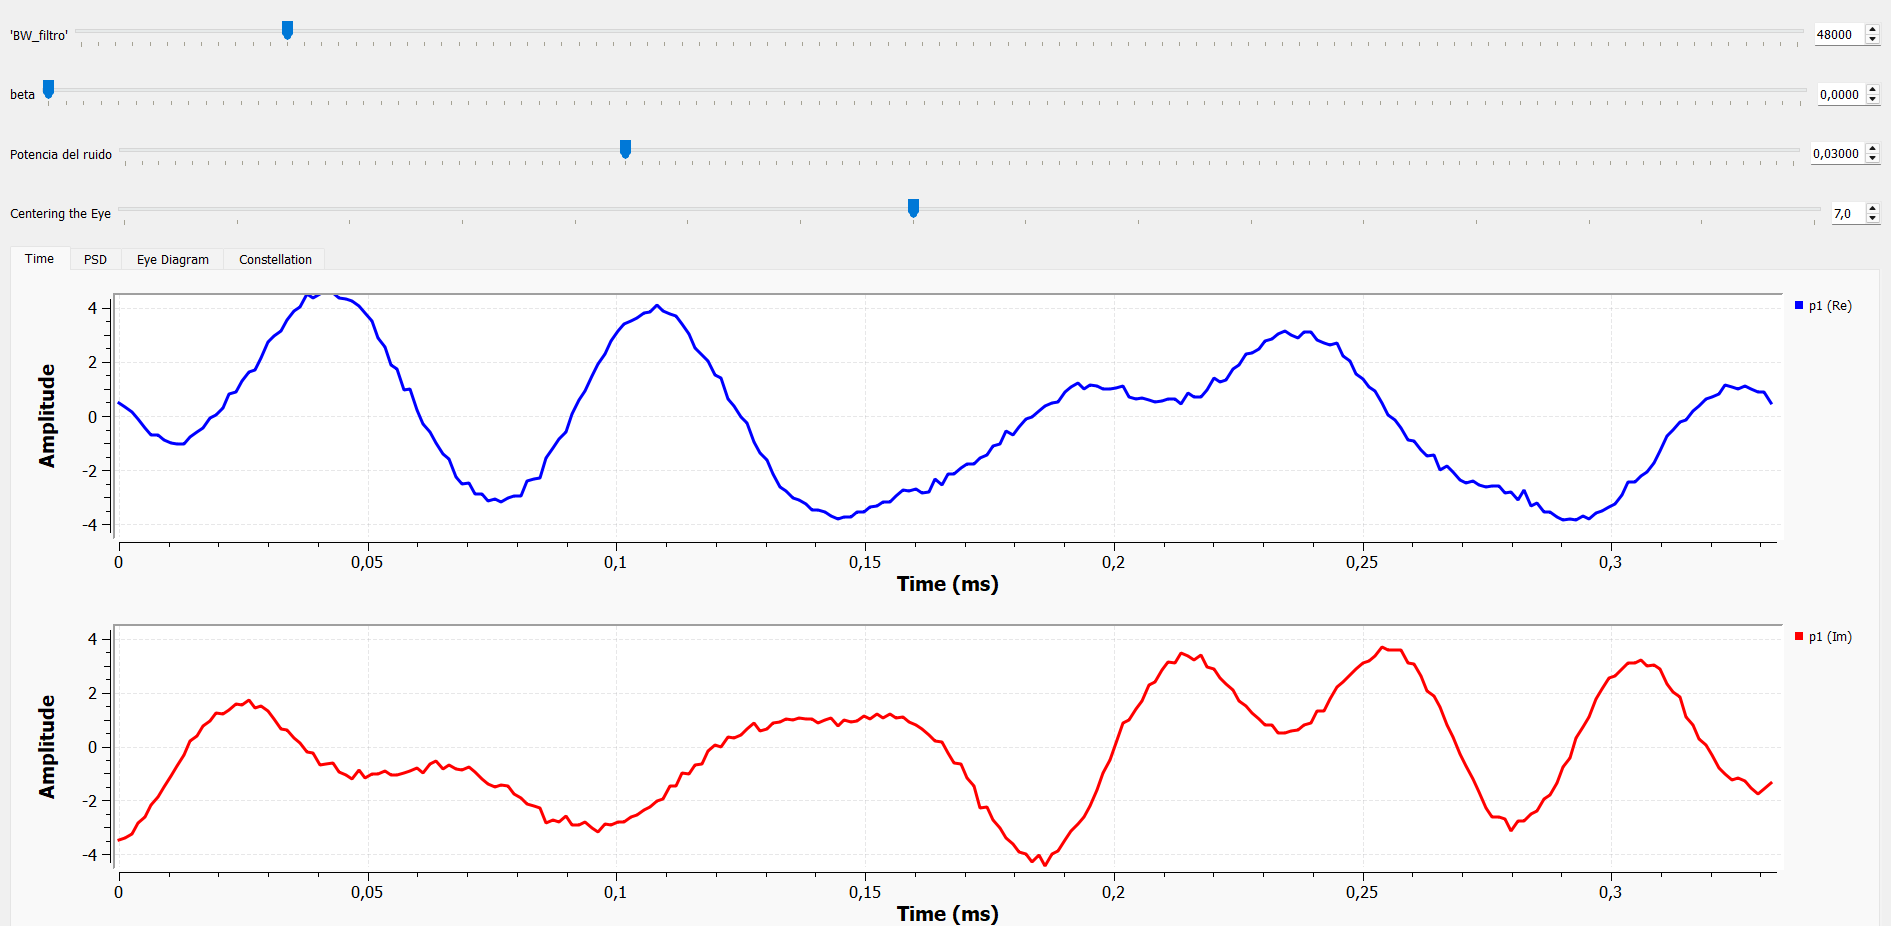 'BW_filtro' 48000
beta 0,0000
Potencia del ruido 0,03000
Centering the Eye 7,0
Time PSD Eye Diagram Constellation
p1 (Re)
Amplitude
4
2
0
-2
-4
0 0,05 0,1 0,15 0,2 0,25 0,3
Time (ms)
p1 (Im)
Amplitude
4
2
0
-2
-4
0 0,05 0,1 0,15 0,2 0,25 0,3
Time (ms)